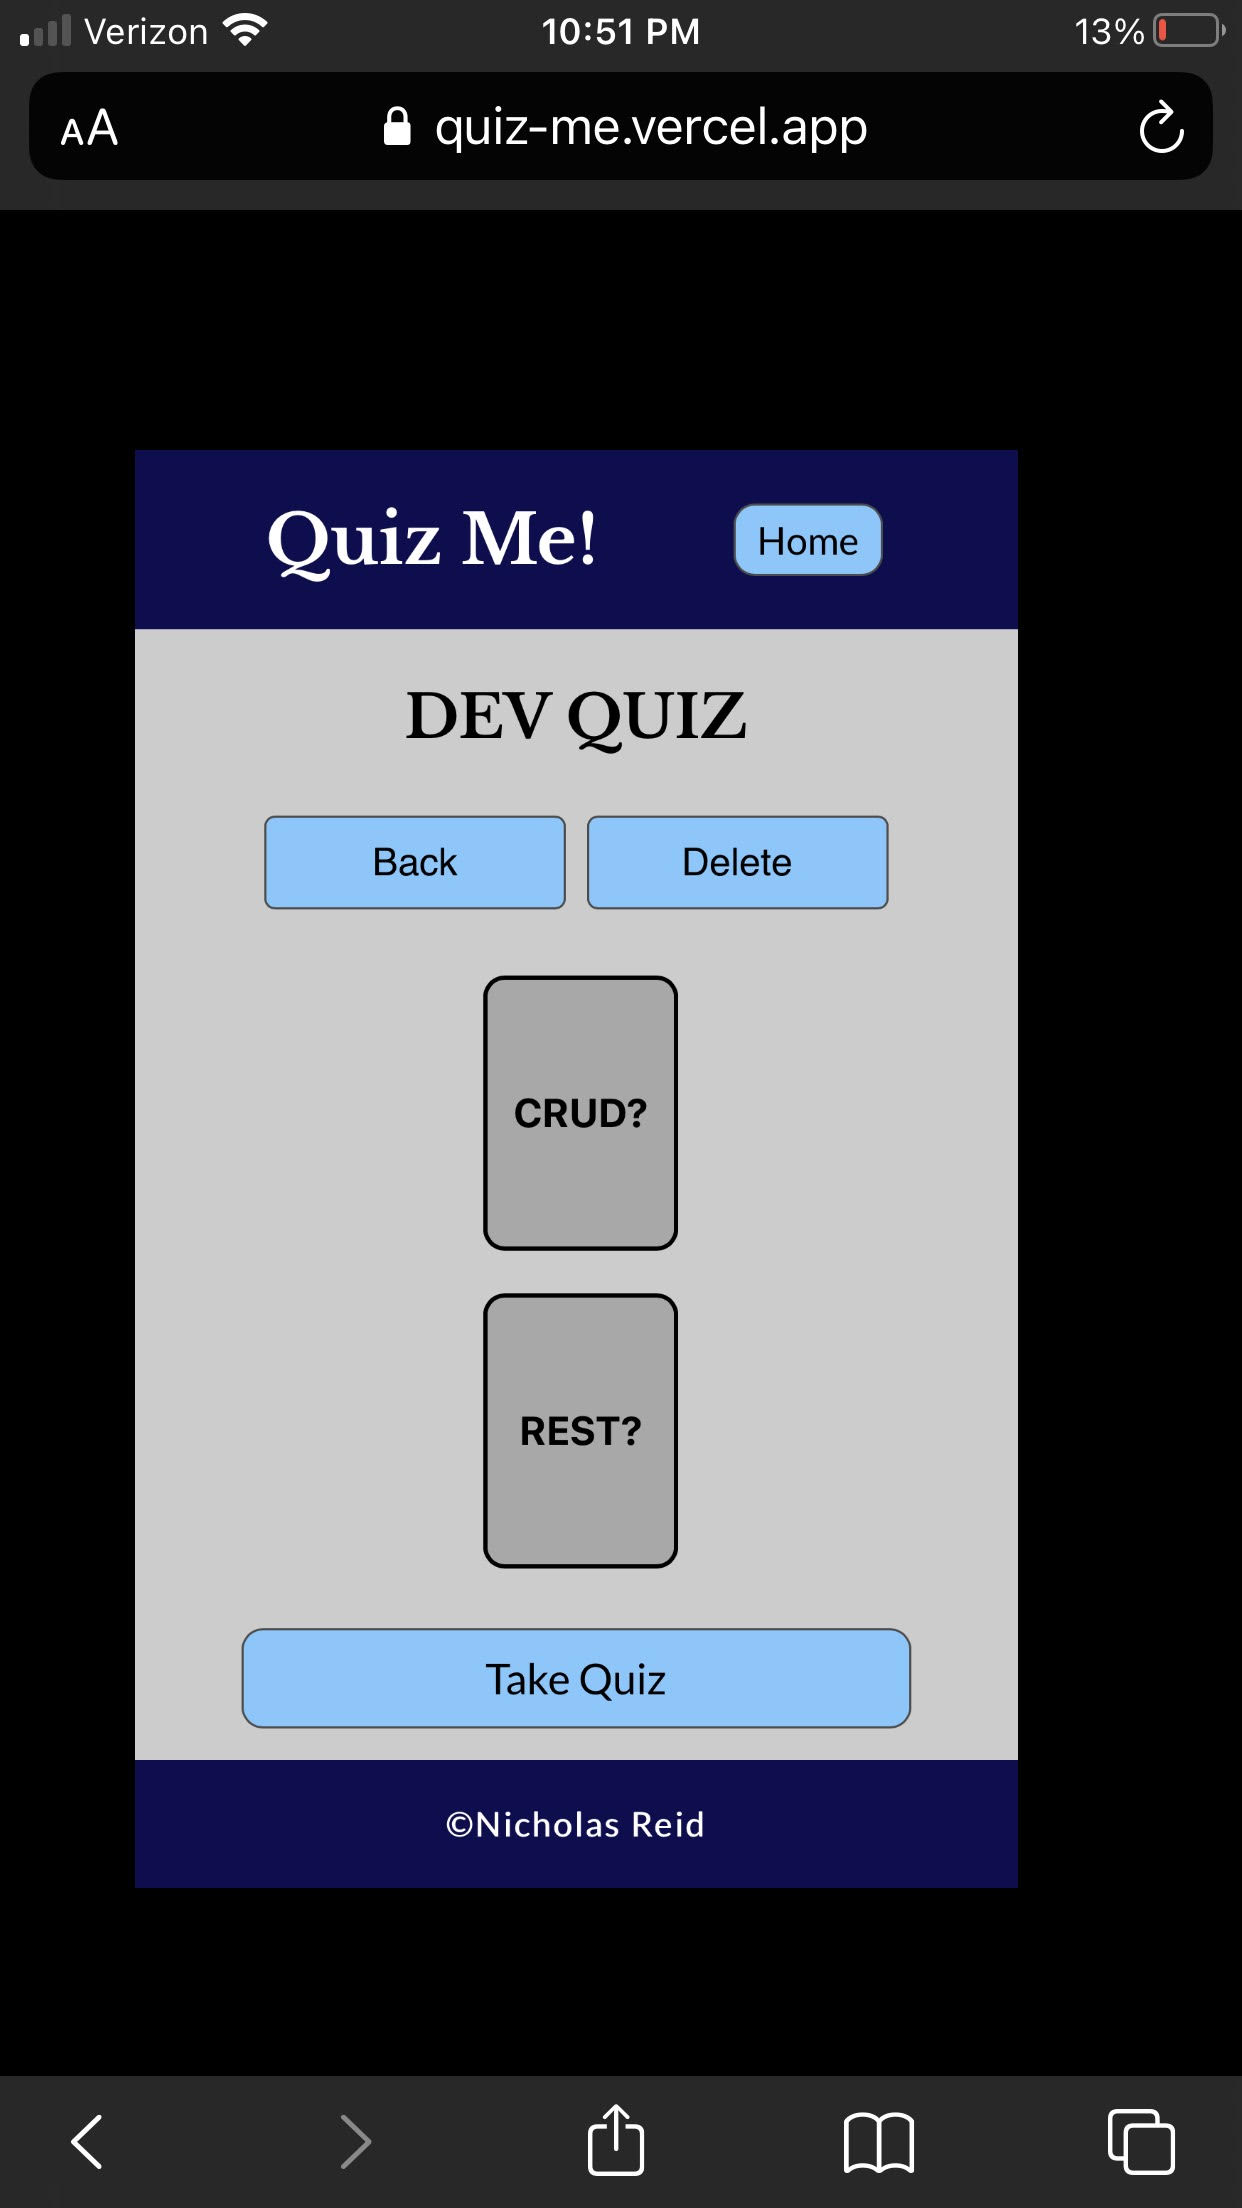 Verizon 10:51 PM 13%
AA quiz-me.vercel.app
Quiz Me! Home
DEV QUIZ
Back Delete
CRUD?
REST?
Take Quiz
©Nicholas Reid